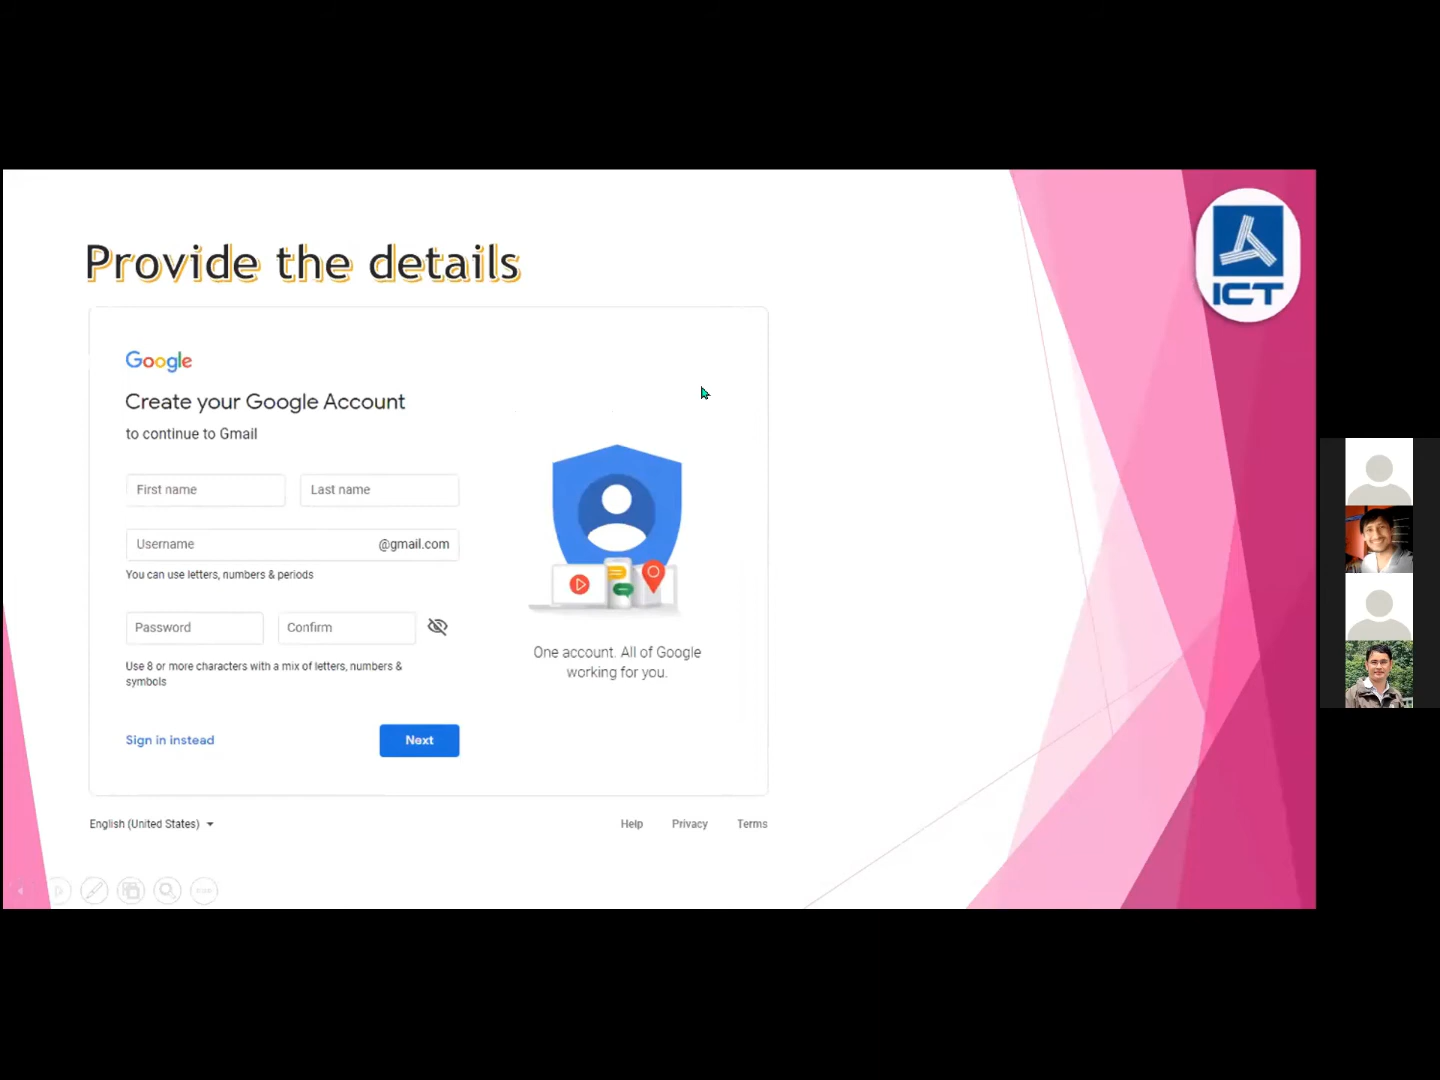 Provide the details
ICT
Google
Create your Google Account
to continue to Gmail
First name
Last name
Username
@gmail.com
You can use letters, numbers & periods
Password
Confirm
Use 8 or more characters with a mix of letters, numbers &
symbols
One account. All of Google
working for you.
Sign in instead
Next
English (United States)
Help
Privacy
Terms